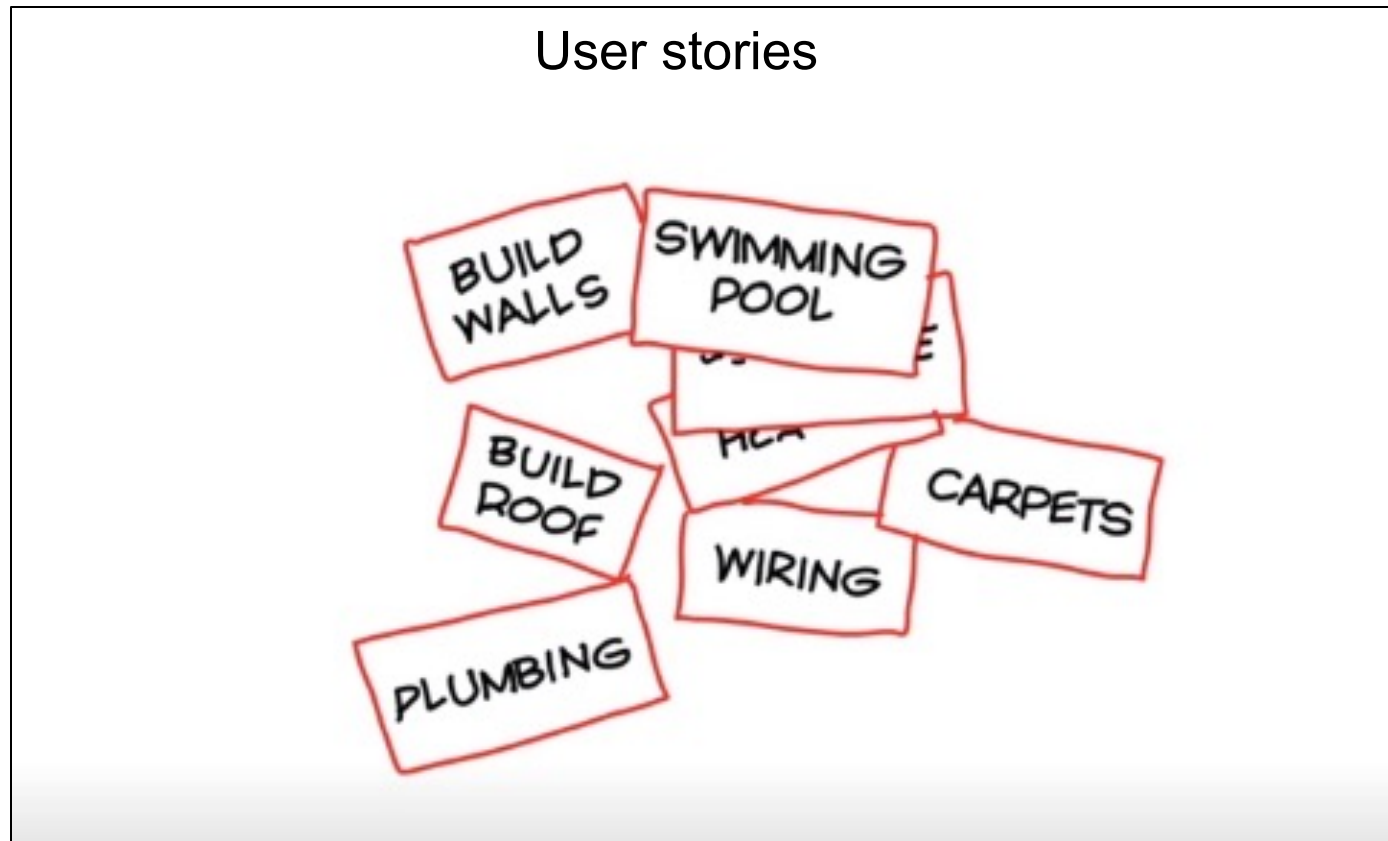 User stories
BUILD
WALLS
SWIMMING
POOL
BUILD
ROOF
CARPETS
WIRING
PLUMBING